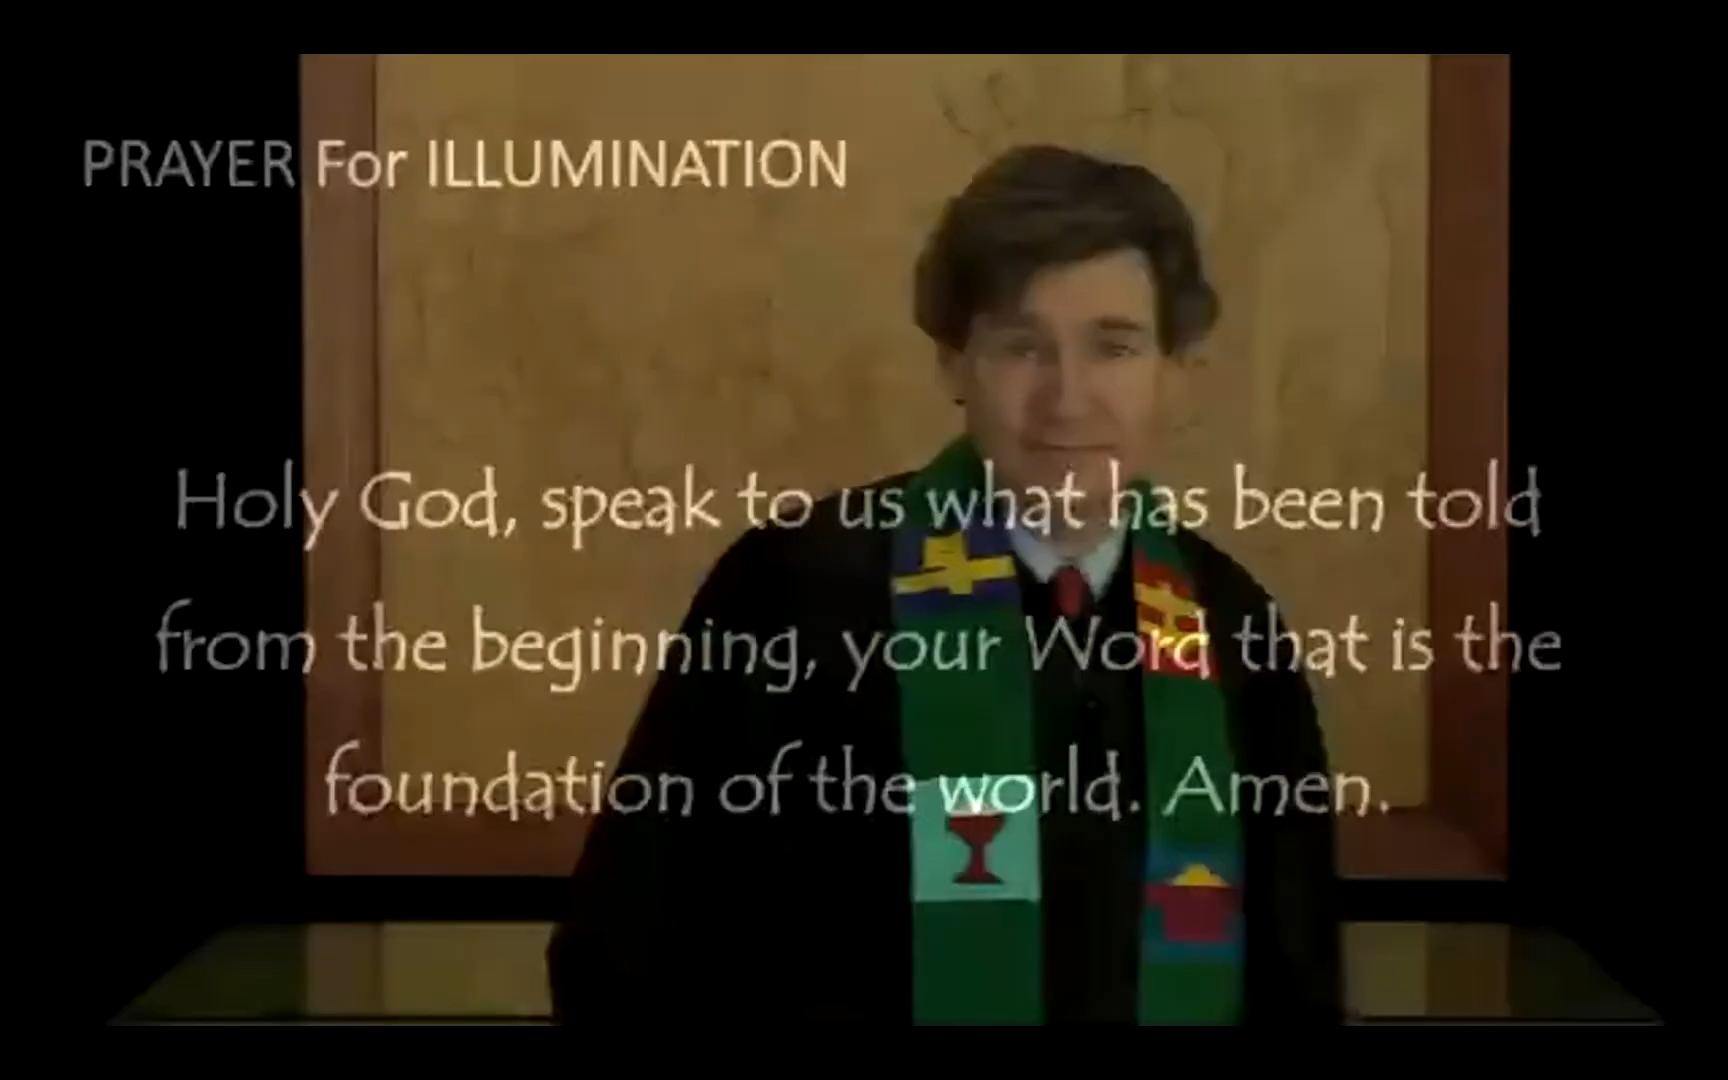 PRAYER For ILLUMINATION
Holy God, speak to us what has been told
from the beginning, your Word that is the
foundation of the world. Amen.